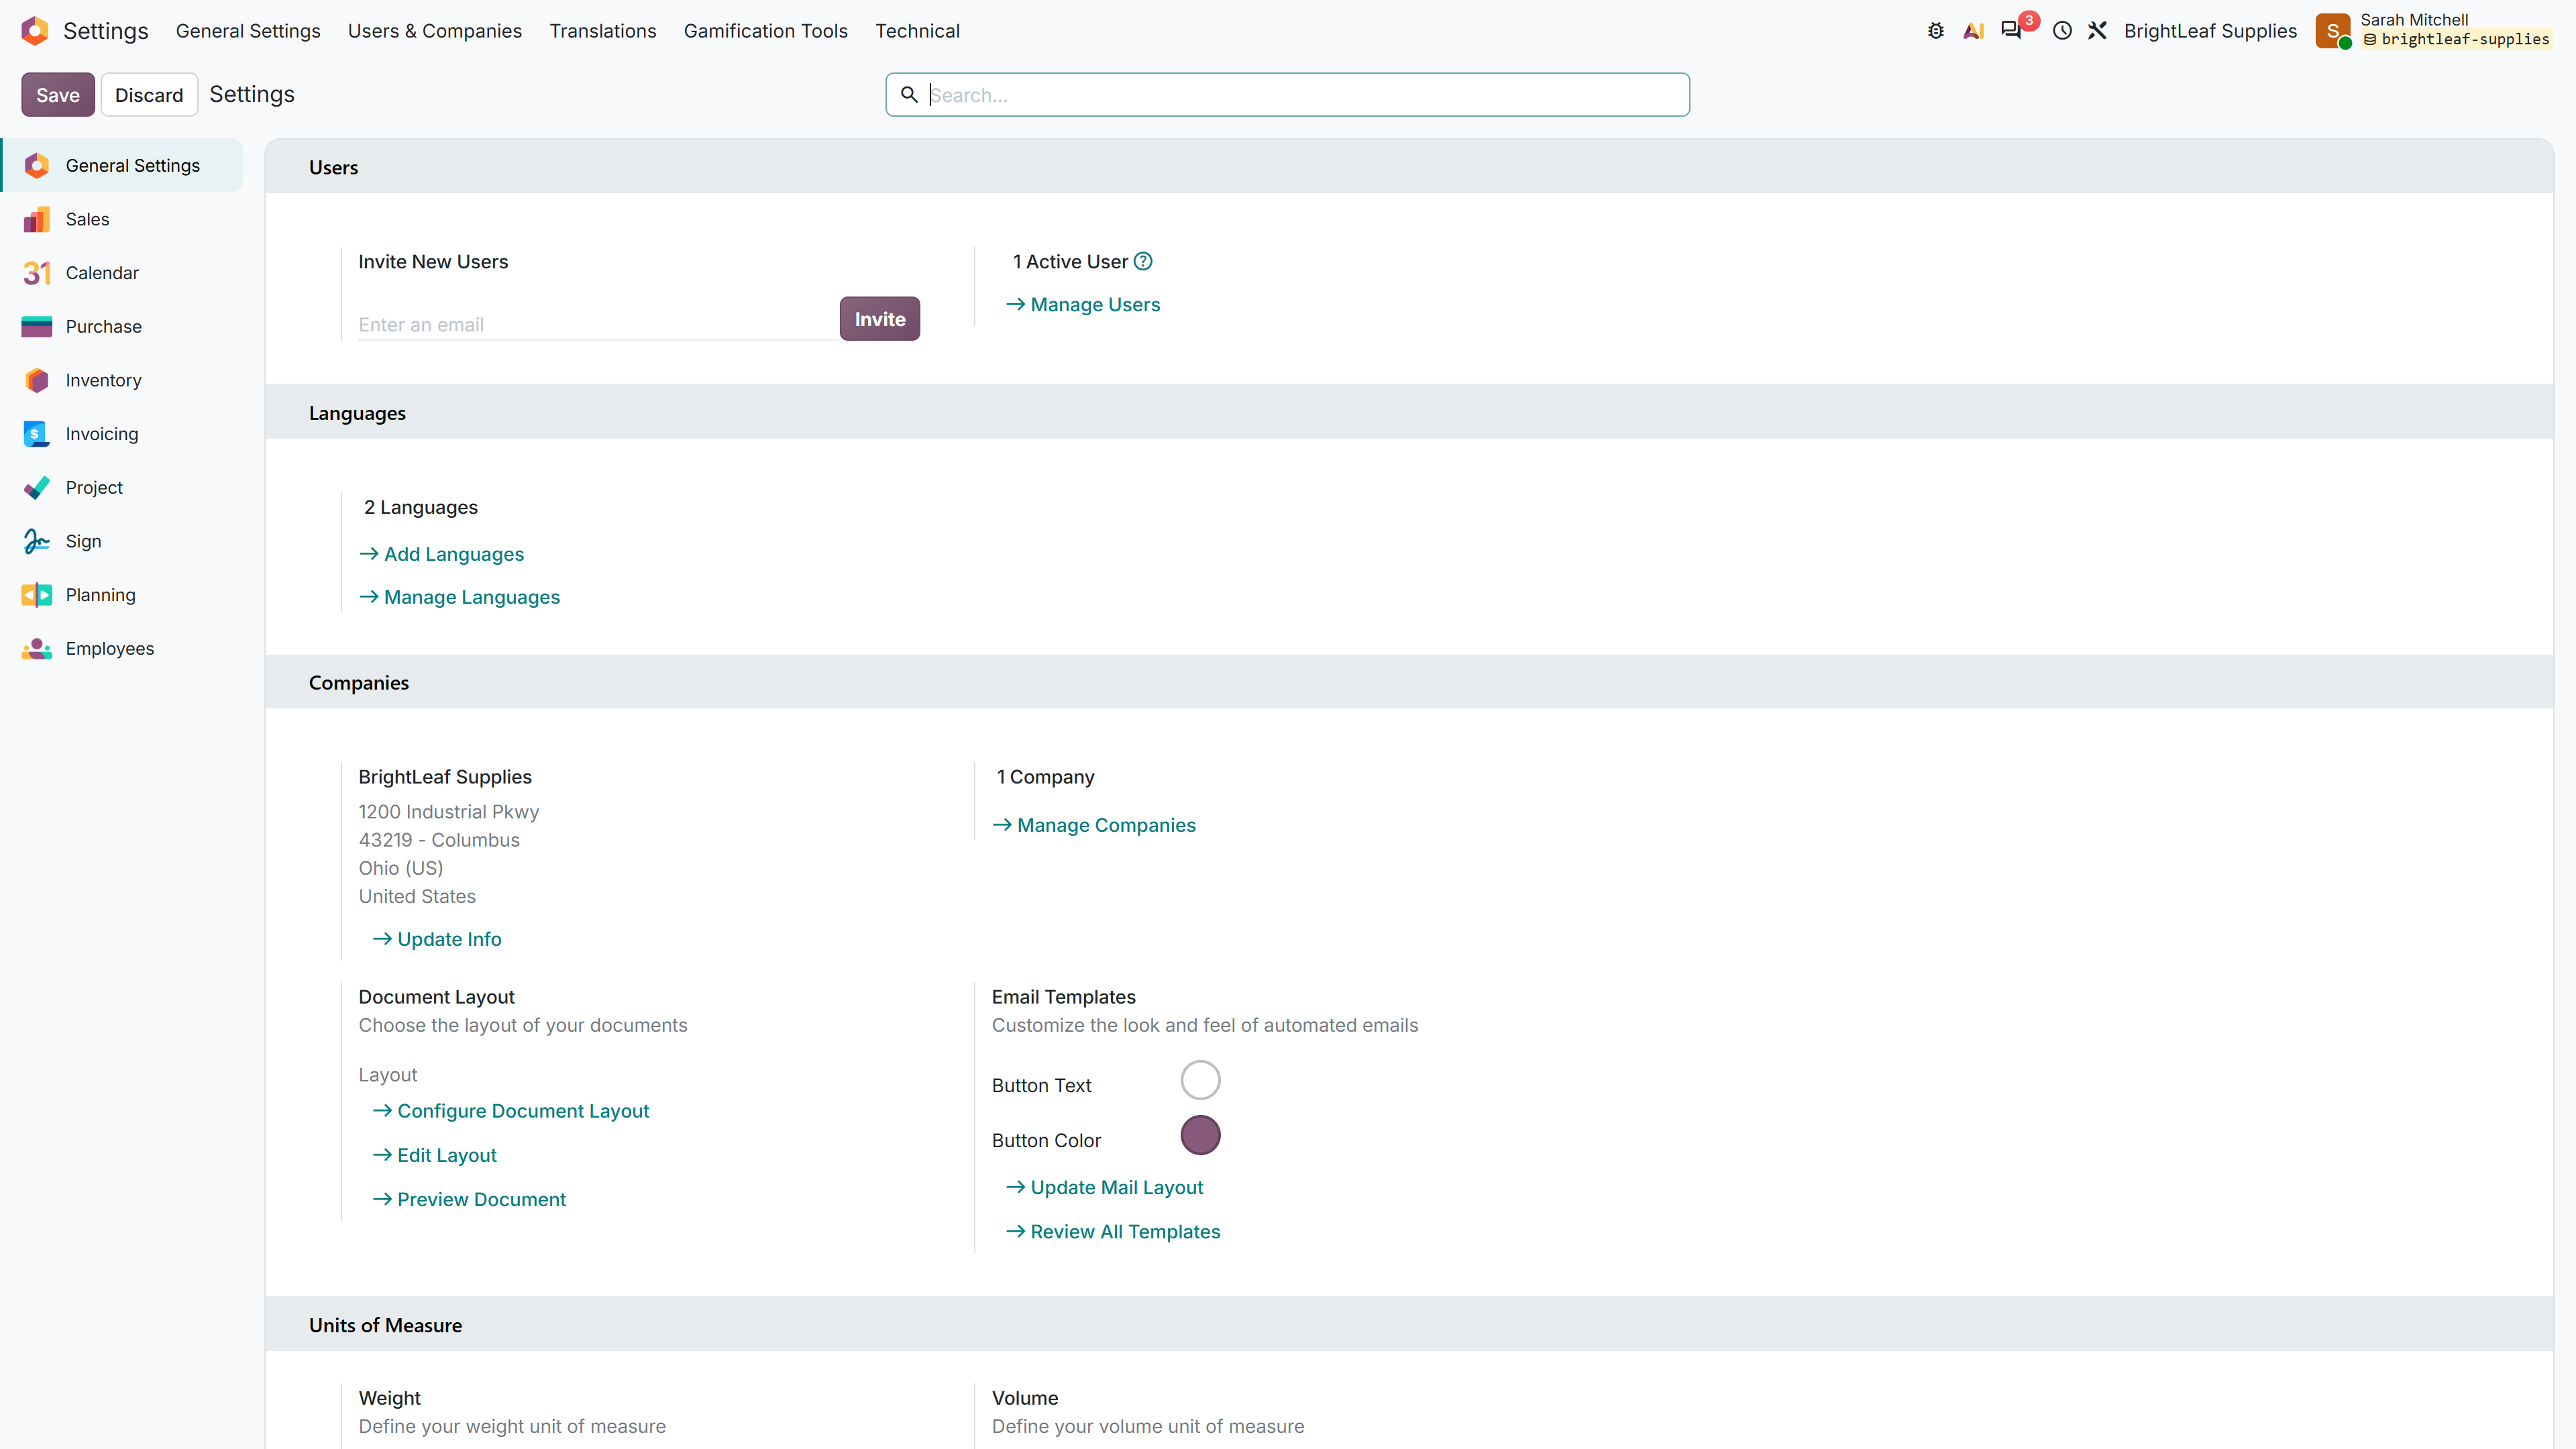 Settings General Settings Users & Companies Translations Gamification Tools Technical
3 BrightLeaf Supplies S Sarah Mitchell
brightleaf-supplies
Save Discard Settings Search...
General Settings
Sales
31 Calendar
Purchase
Inventory
$ Invoicing
Project
Sign
Planning
Employees
Users
Invite New Users
Enter an email Invite
1 Active User ?
→ Manage Users
Languages
2 Languages
→ Add Languages
→ Manage Languages
Companies
BrightLeaf Supplies
1200 Industrial Pkwy
43219 - Columbus
Ohio (US)
United States
→ Update Info
1 Company
→ Manage Companies
Document Layout
Choose the layout of your documents
Layout
→ Configure Document Layout
→ Edit Layout
→ Preview Document
Email Templates
Customize the look and feel of automated emails
Button Text
Button Color
→ Update Mail Layout
→ Review All Templates
Units of Measure
Weight
Define your weight unit of measure
Volume
Define your volume unit of measure